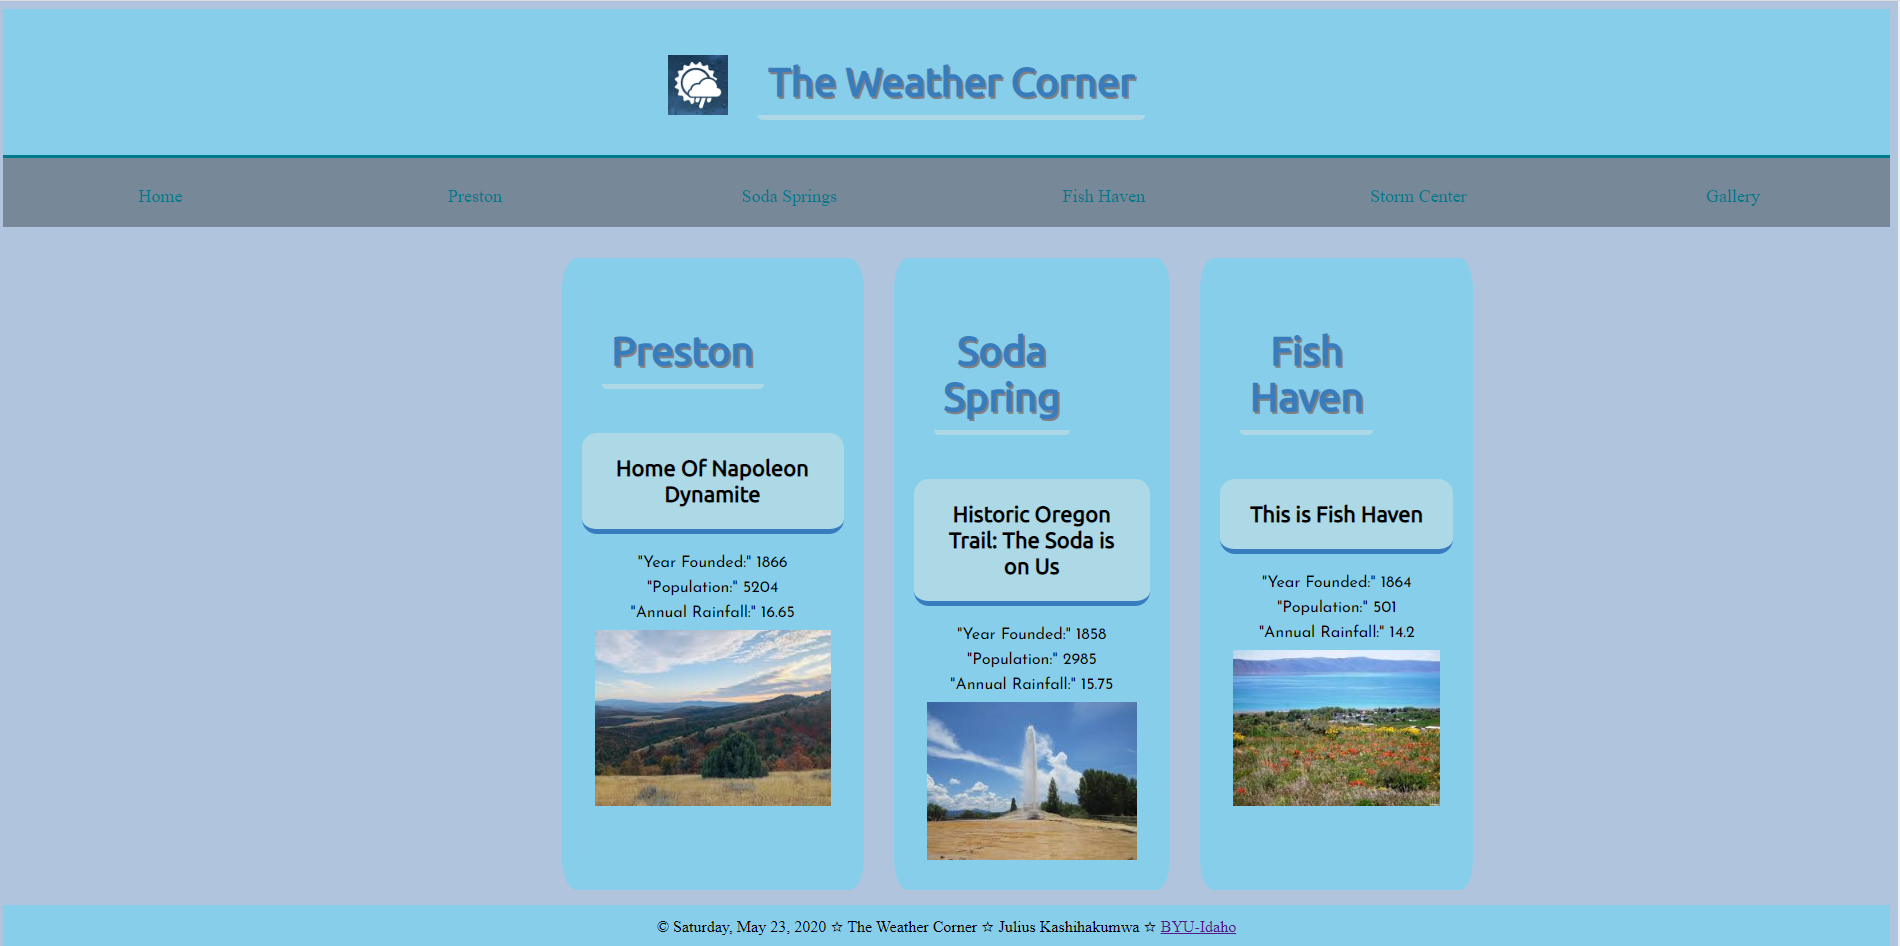 The Weather Corner
Home
Preston
Soda Springs
Fish Haven
Storm Center
Gallery
Preston
Home Of Napoleon
Dynamite
"Year Founded:" 1866
"Population:" 5204
"Annual Rainfall:" 16.65
Soda
Spring
Historic Oregon
Trail: The Soda is
on Us
"Year Founded:" 1858
"Population:" 2985
"Annual Rainfall:" 15.75
Fish
Haven
This is Fish Haven
"Year Founded:" 1864
"Population:" 501
"Annual Rainfall:" 14.2
© Saturday, May 23, 2020 ☆ The Weather Corner ☆ Julius Kashihakumwa ☆ BYU-Idaho